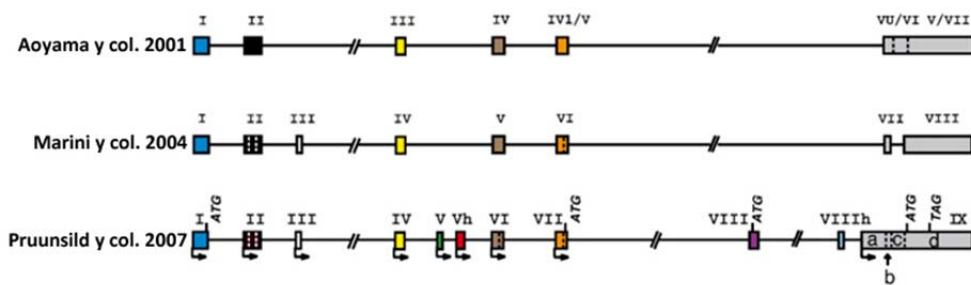 I II III IV IV1/V VU/VI V/VII
Aoyama y col. 2001
I II III IV V VI VII VIII
Marini y col. 2004
I ATG II III IV V Vh VI VII ATG VIII ATG VIIIh ATG TAG IX
Pruunsild y col. 2007
a c d
b